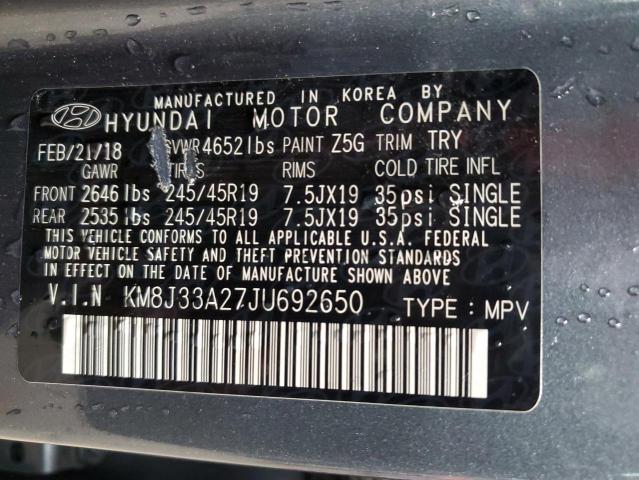 MANUFACTURED IN KOREA BY
HYUNDAI MOTOR COMPANY
FEB/21/18 GVWR 4652lbs PAINT Z5G TRIM TRY
GAWR TIRES RIMS COLD TIRE INFL
FRONT 2646lbs 245/45R19 7.5JX19 35psi SINGLE
REAR 2535lbs 245/45R19 7.5JX19 35psi SINGLE
THIS VEHICLE CONFORMS TO ALL APPLICABLE U.S.A. FEDERAL
MOTOR VEHICLE SAFETY AND THEFT PREVENTION STANDARDS
IN EFFECT ON THE DATE OF MANUFACTURE SHOWN ABOVE.
V.I.N KM8J33A27JU692650 TYPE : MPV